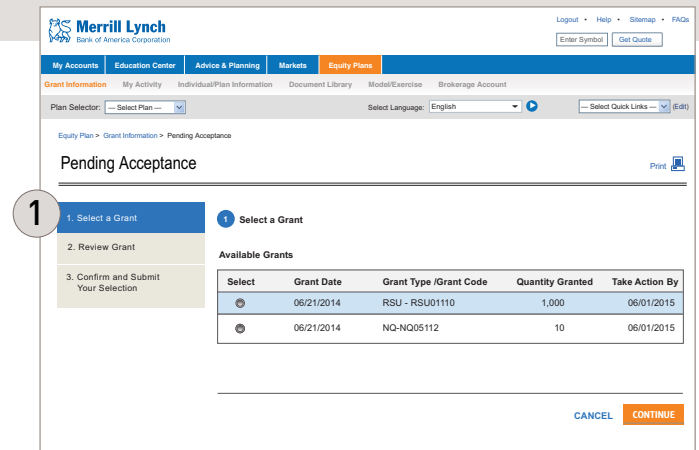 Merrill Lynch
Bank of America Corporation
Logout • Help • Sitemap • FAQs
Enter Symbol Get Quote
My Accounts Education Center Advice & Planning Markets Equity Plans
Grant Information My Activity Individual/Plan Information Document Library Model/Exercise Brokerage Account
Plan Selector: — Select Plan — Select Language: English — Select Quick Links — (Edit)
Equity Plan > Grant Information > Pending Acceptance
Pending Acceptance
Print
1
1. Select a Grant
2. Review Grant
3. Confirm and Submit
Your Selection
1 Select a Grant
Available Grants
Select Grant Date Grant Type /Grant Code Quantity Granted Take Action By
06/21/2014 RSU - RSU01110 1,000 06/01/2015
06/21/2014 NQ-NQ05112 10 06/01/2015
CANCEL CONTINUE